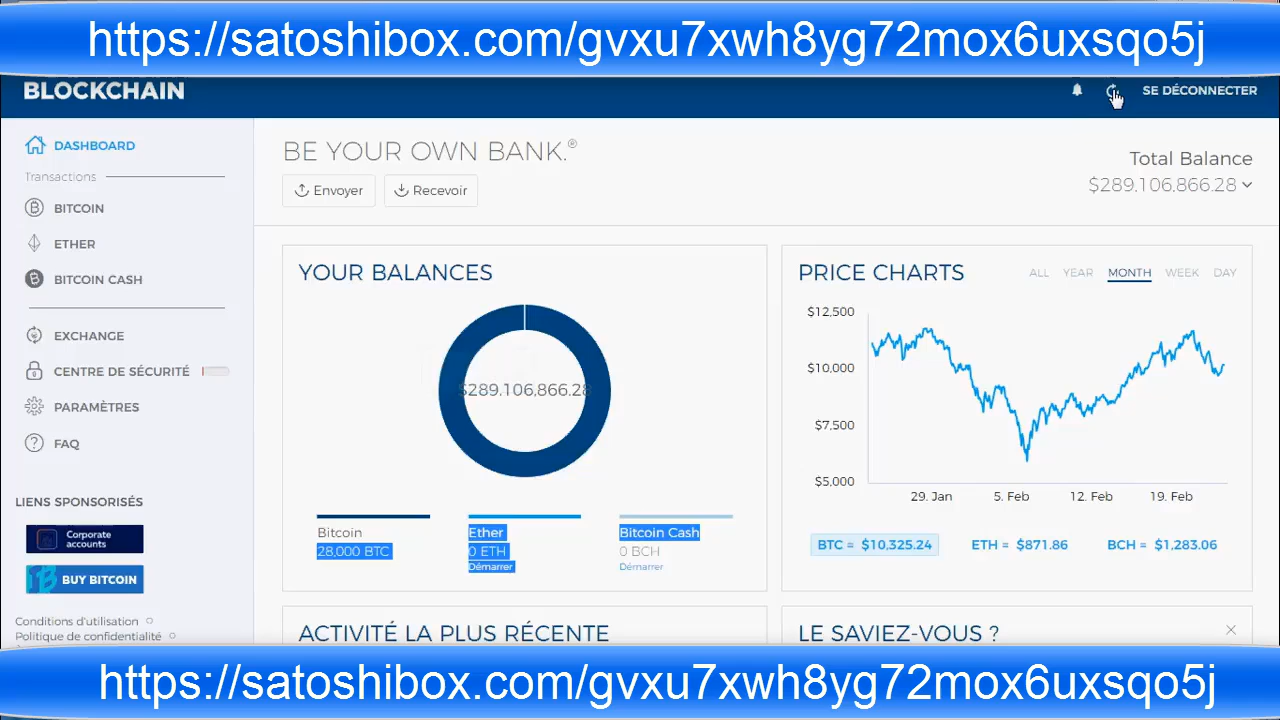 https://satoshibox.com/gvxu7xwh8yg72mox6uxsqo5j
BLOCKCHAIN
SE DÉCONNECTER
DASHBOARD
Transactions
BITCOIN
ETHER
BITCOIN CASH
EXCHANGE
CENTRE DE SÉCURITÉ
PARAMÈTRES
FAQ
LIENS SPONSORISÉS
Corporate
accounts
BUY BITCOIN
Conditions d'utilisation
Politique de confidentialité
BE YOUR OWN BANK.®
Envoyer Recevoir
Total Balance
$289.106,866.28
YOUR BALANCES
$289.106,866.28
Bitcoin Ether Bitcoin Cash
28,000 BTC 0 ETH 0 BCH
Démarrer Démarrer
PRICE CHARTS ALL YEAR MONTH WEEK DAY
$12,500
$10,000
$7,500
$5,000
29. Jan 5. Feb 12. Feb 19. Feb
BTC = $10,325.24 ETH = $871.86 BCH = $1,283.06
ACTIVITÉ LA PLUS RÉCENTE
LE SAVIEZ-VOUS ?
https://satoshibox.com/gvxu7xwh8yg72mox6uxsqo5j